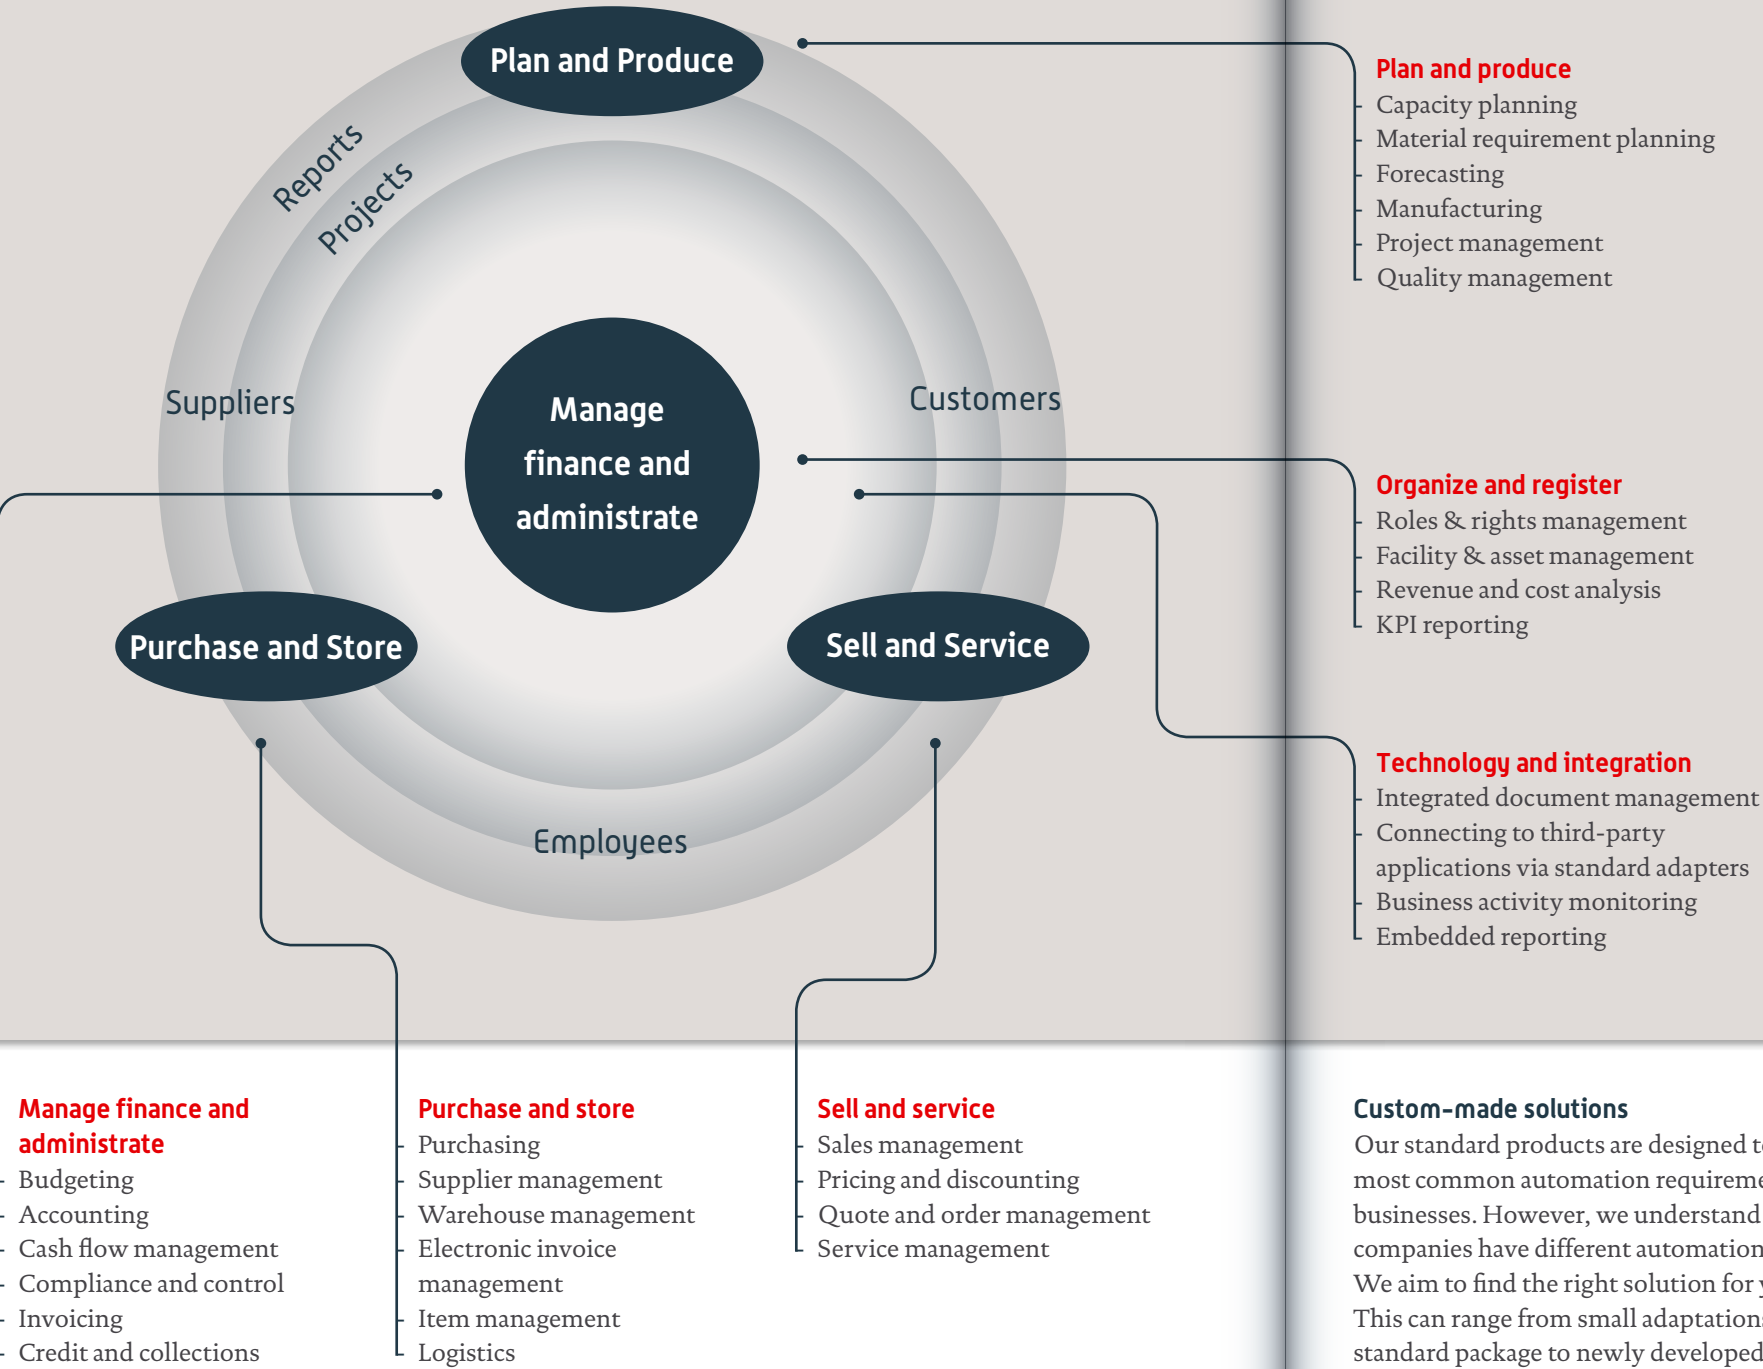 Plan and Produce
Reports
Projects
Suppliers
Customers
Manage
finance and
administrate
Purchase and Store
Sell and Service
Employees
Plan and produce
- Capacity planning
- Material requirement planning
- Forecasting
- Manufacturing
- Project management
- Quality management
Organize and register
- Roles & rights management
- Facility & asset management
- Revenue and cost analysis
- KPI reporting
Technology and integration
- Integrated document management
- Connecting to third-party
applications via standard adapters
- Business activity monitoring
- Embedded reporting
Manage finance and
administrate
- Budgeting
- Accounting
- Cash flow management
- Compliance and control
- Invoicing
- Credit and collections
Purchase and store
- Purchasing
- Supplier management
- Warehouse management
- Electronic invoice
management
- Item management
- Logistics
Sell and service
- Sales management
- Pricing and discounting
- Quote and order management
- Service management
Custom-made solutions
Our standard products are designed
most common automation
businesses. However, we understand
companies have different automation
We aim to find the right solution for
This can range from small
standard package to newly developed